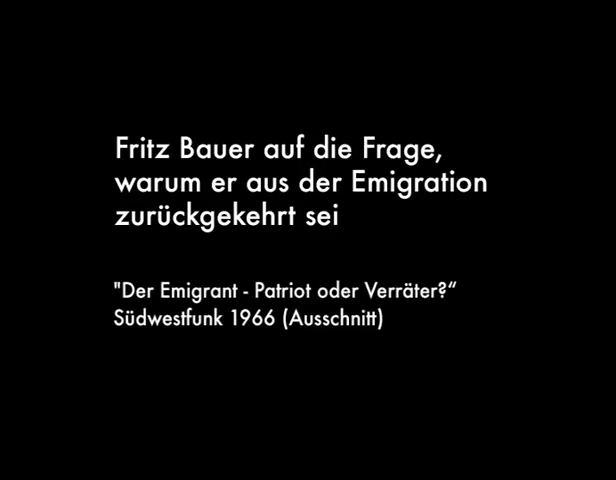 Fritz Bauer auf die Frage,
warum er aus der Emigration
zurückgekehrt sei
"Der Emigrant - Patriot oder Verräter?“
Südwestfunk 1966 (Ausschnitt)